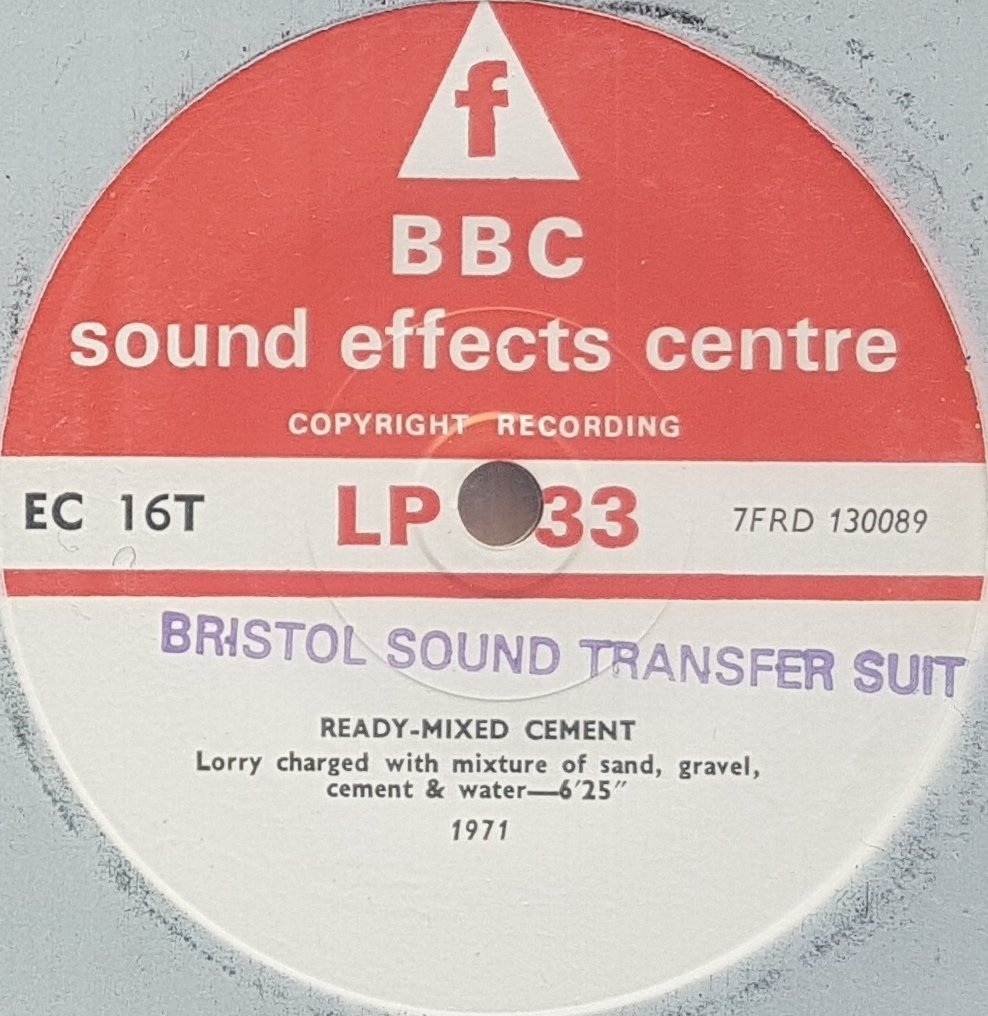 f
BBC
sound effects centre
COPYRIGHT RECORDING
EC 16T LP 33 7FRD 130089
BRISTOL SOUND TRANSFER SUIT
READY-MIXED CEMENT
Lorry charged with mixture of sand, gravel,
cement & water—6′25″
1971